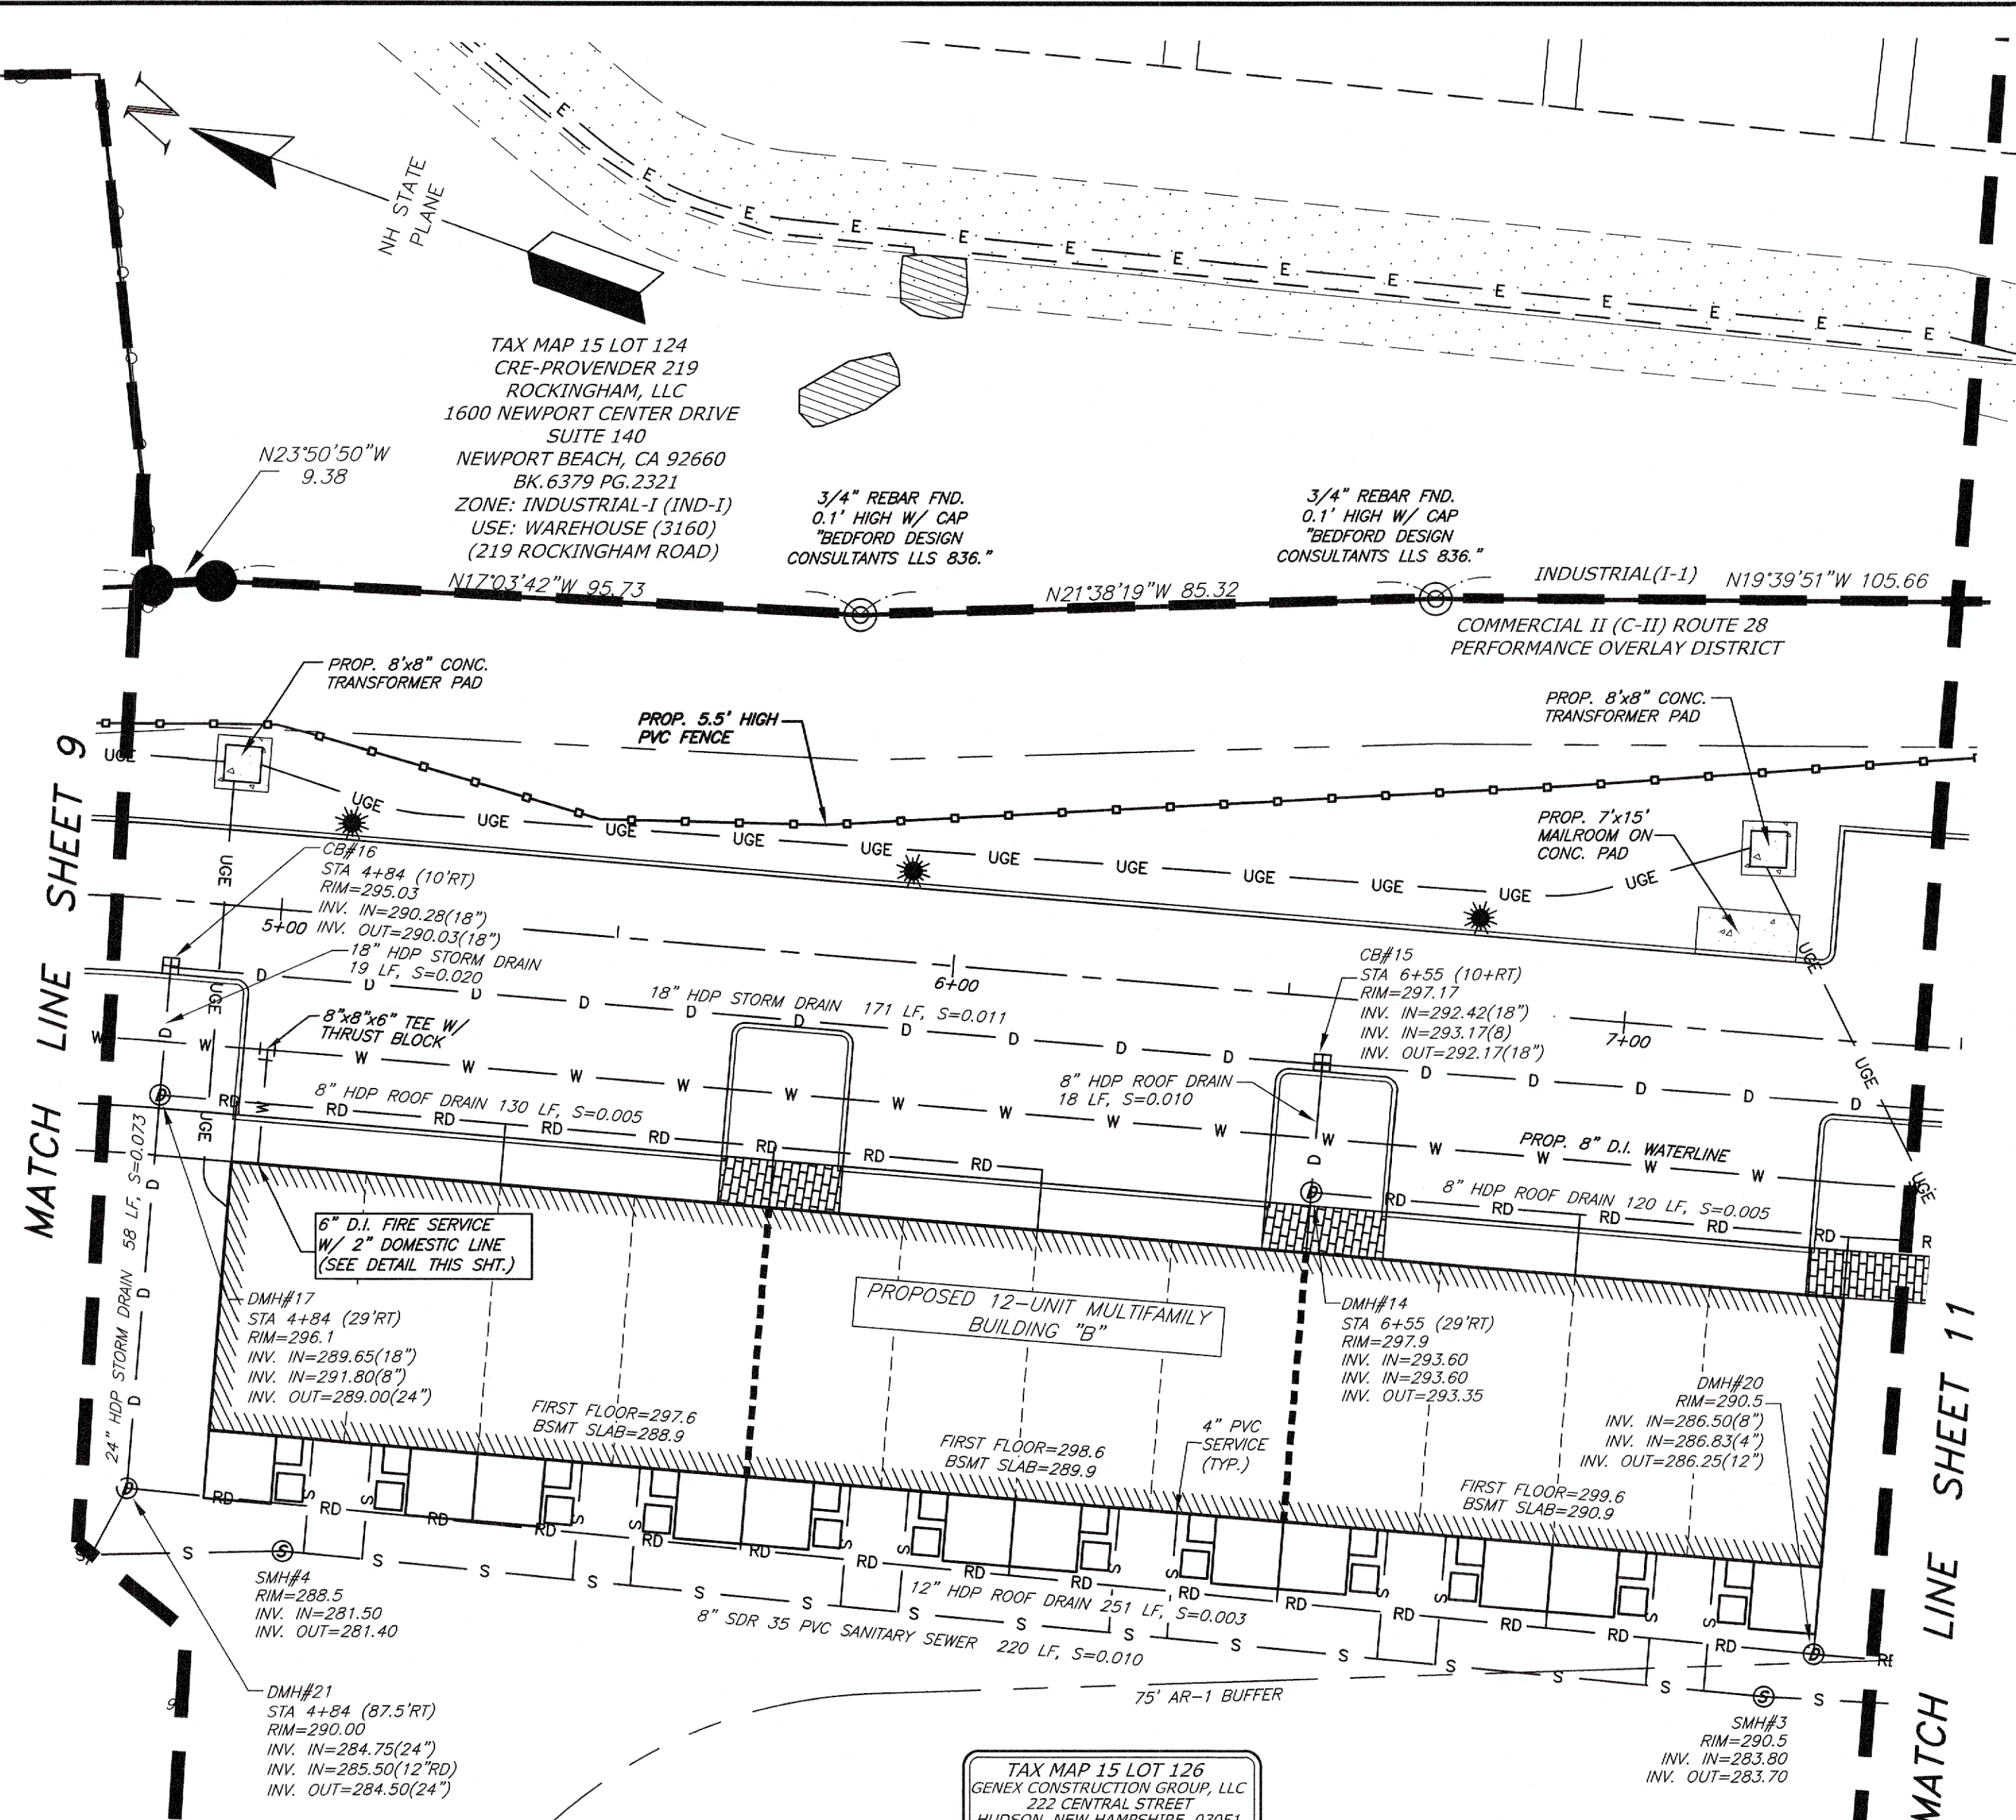 N
NH STATE
PLANE
TAX MAP 15 LOT 124
CRE-PROVENDER 219
ROCKINGHAM, LLC
1600 NEWPORT CENTER DRIVE
SUITE 140
NEWPORT BEACH, CA 92660
BK.6379 PG.2321
ZONE: INDUSTRIAL-I (IND-I)
USE: WAREHOUSE (3160)
(219 ROCKINGHAM ROAD)
N23°50'50"W
9.38
3/4" REBAR FND.
0.1' HIGH W/ CAP
"BEDFORD DESIGN
CONSULTANTS LLS 836."
3/4" REBAR FND.
0.1' HIGH W/ CAP
"BEDFORD DESIGN
CONSULTANTS LLS 836."
N17°03'42"W 95.73
N21°38'19"W 85.32
INDUSTRIAL(I-1)
N19°39'51"W 105.66
COMMERCIAL II (C-II) ROUTE 28
PERFORMANCE OVERLAY DISTRICT
PROP. 8'x8" CONC.
TRANSFORMER PAD
PROP. 5.5' HIGH
PVC FENCE
PROP. 8'x8" CONC.
TRANSFORMER PAD
PROP. 7'x15'
MAILROOM ON
CONC. PAD
MATCH LINE SHEET 9
CB#16
STA 4+84 (10'RT)
RIM=295.03
INV. IN=290.28(18")
INV. OUT=290.03(18")
5+00
18" HDP STORM DRAIN
19 LF, S=0.020
18" HDP STORM DRAIN 171 LF, S=0.011
6+00
CB#15
STA 6+55 (10+RT)
RIM=297.17
INV. IN=292.42(18")
INV. IN=293.17(8)
INV. OUT=292.17(18")
7+00
8"x8"x6" TEE W/
THRUST BLOCK
8" HDP ROOF DRAIN 130 LF, S=0.005
8" HDP ROOF DRAIN
18 LF, S=0.010
PROP. 8" D.I. WATERLINE
8" HDP ROOF DRAIN 120 LF, S=0.005
24" HDP STORM DRAIN 58 LF, S=0.073
6" D.I. FIRE SERVICE
W/ 2" DOMESTIC LINE
(SEE DETAIL THIS SHT.)
DMH#17
STA 4+84 (29'RT)
RIM=296.1
INV. IN=289.65(18")
INV. IN=291.80(8")
INV. OUT=289.00(24")
PROPOSED 12-UNIT MULTIFAMILY
BUILDING "B"
DMH#14
STA 6+55 (29'RT)
RIM=297.9
INV. IN=293.60
INV. IN=293.60
INV. OUT=293.35
DMH#20
RIM=290.5
INV. IN=286.50(8")
INV. IN=286.83(4")
INV. OUT=286.25(12")
FIRST FLOOR=297.6
BSMT SLAB=288.9
FIRST FLOOR=298.6
BSMT SLAB=289.9
4" PVC
SERVICE
(TYP.)
FIRST FLOOR=299.6
BSMT SLAB=290.9
MATCH LINE SHEET 11
SMH#4
RIM=288.5
INV. IN=281.50
INV. OUT=281.40
12" HDP ROOF DRAIN 251 LF, S=0.003
8" SDR 35 PVC SANITARY SEWER 220 LF, S=0.010
75' AR-1 BUFFER
DMH#21
STA 4+84 (87.5'RT)
RIM=290.00
INV. IN=284.75(24")
INV. IN=285.50(12"RD)
INV. OUT=284.50(24")
SMH#3
RIM=290.5
INV. IN=283.80
INV. OUT=283.70
TAX MAP 15 LOT 126
GENEX CONSTRUCTION GROUP, LLC
222 CENTRAL STREET
HUDSON, NEW HAMPSHIRE